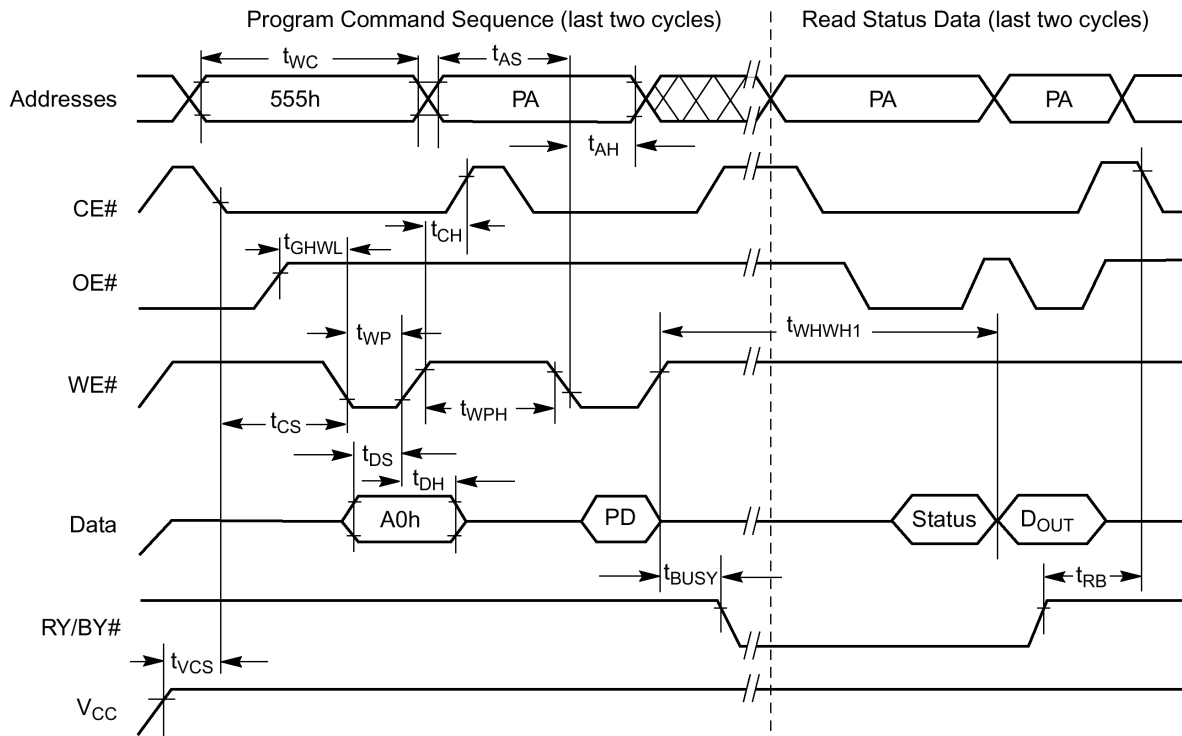 Program Command Sequence (last two cycles)
Read Status Data (last two cycles)
tWC
tAS
Addresses
555h
PA
PA
PA
tAH
CE#
tCH
tGHWL
OE#
tWP
tWHWH1
WE#
tWPH
tCS
tDS
tDH
Data
A0h
PD
Status
DOUT
tBUSY
tRB
RY/BY#
tVCS
VCC